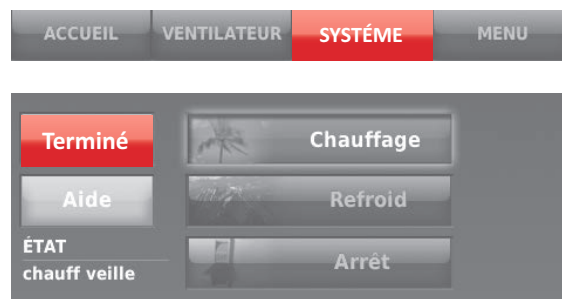 ACCUEIL VENTILATEUR SYSTÉME MENU
Terminé Chauffage
Aide Refroid
ÉTAT
chauff veille Arrêt